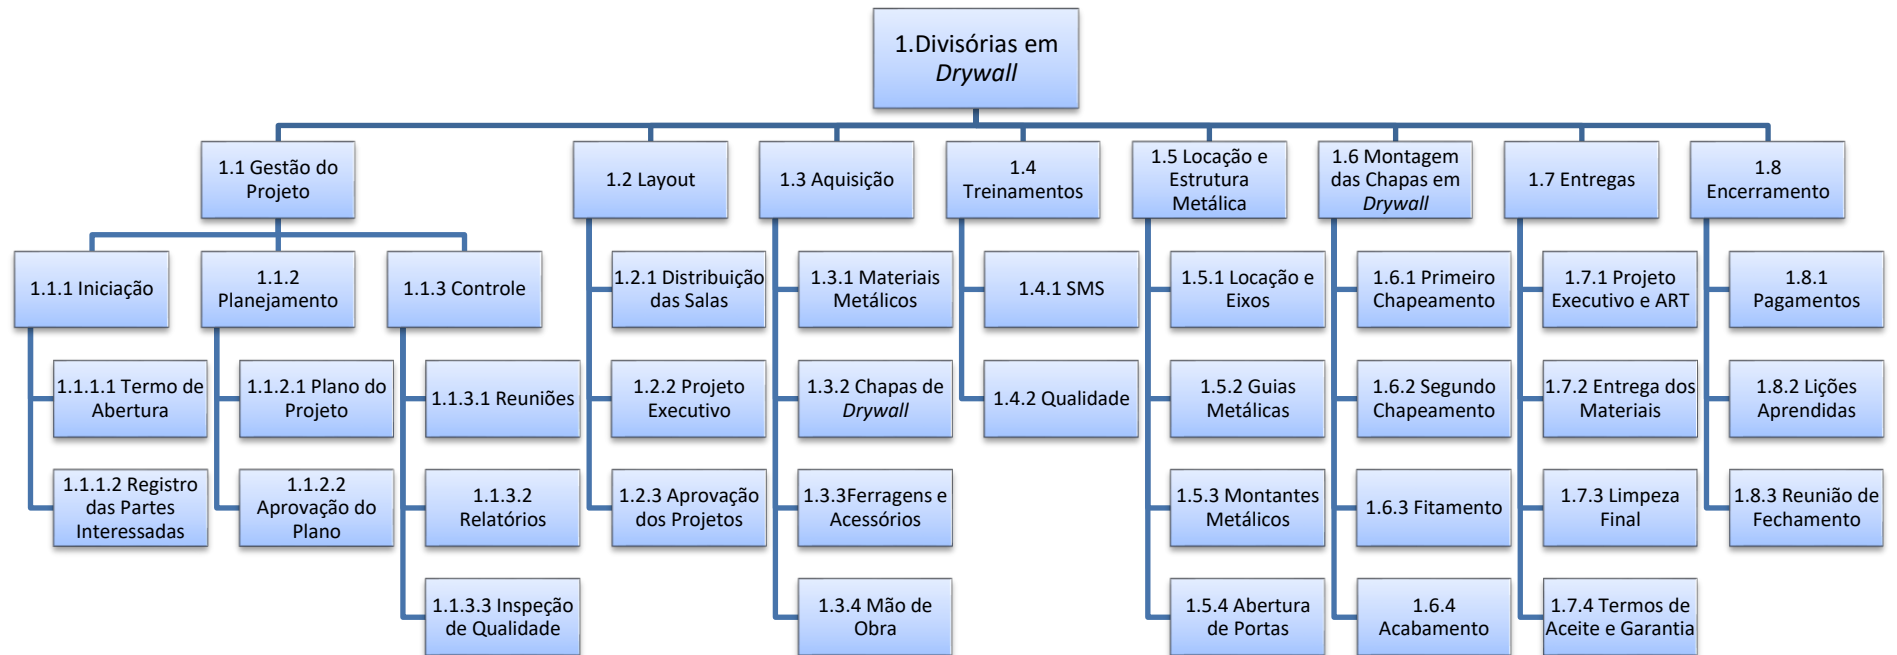 1.Divisórias em
Drywall
1.1 Gestão do
Projeto
1.2 Layout
1.3 Aquisição
1.4
Treinamentos
1.5 Locação e
Estrutura
Metálica
1.6 Montagem
das Chapas em
Drywall
1.7 Entregas
1.8
Encerramento
1.1.1 Iniciação
1.1.2
Planejamento
1.1.3 Controle
1.2.1 Distribuição
das Salas
1.3.1 Materiais
Metálicos
1.4.1 SMS
1.5.1 Locação e
Eixos
1.6.1 Primeiro
Chapeamento
1.7.1 Projeto
Executivo e ART
1.8.1
Pagamentos
1.1.1.1 Termo de
Abertura
1.1.2.1 Plano do
Projeto
1.1.3.1 Reuniões
1.2.2 Projeto
Executivo
1.3.2 Chapas de
Drywall
1.4.2 Qualidade
1.5.2 Guias
Metálicas
1.6.2 Segundo
Chapeamento
1.7.2 Entrega dos
Materiais
1.8.2 Lições
Aprendidas
1.1.1.2 Registro
das Partes
Interessadas
1.1.2.2
Aprovação do
Plano
1.1.3.2
Relatórios
1.2.3 Aprovação
dos Projetos
1.3.3Ferragens e
Acessórios
1.5.3 Montantes
Metálicos
1.6.3 Fitamento
1.7.3 Limpeza
Final
1.8.3 Reunião de
Fechamento
1.1.3.3 Inspeção
de Qualidade
1.3.4 Mão de
Obra
1.5.4 Abertura
de Portas
1.6.4
Acabamento
1.7.4 Termos de
Aceite e Garantia